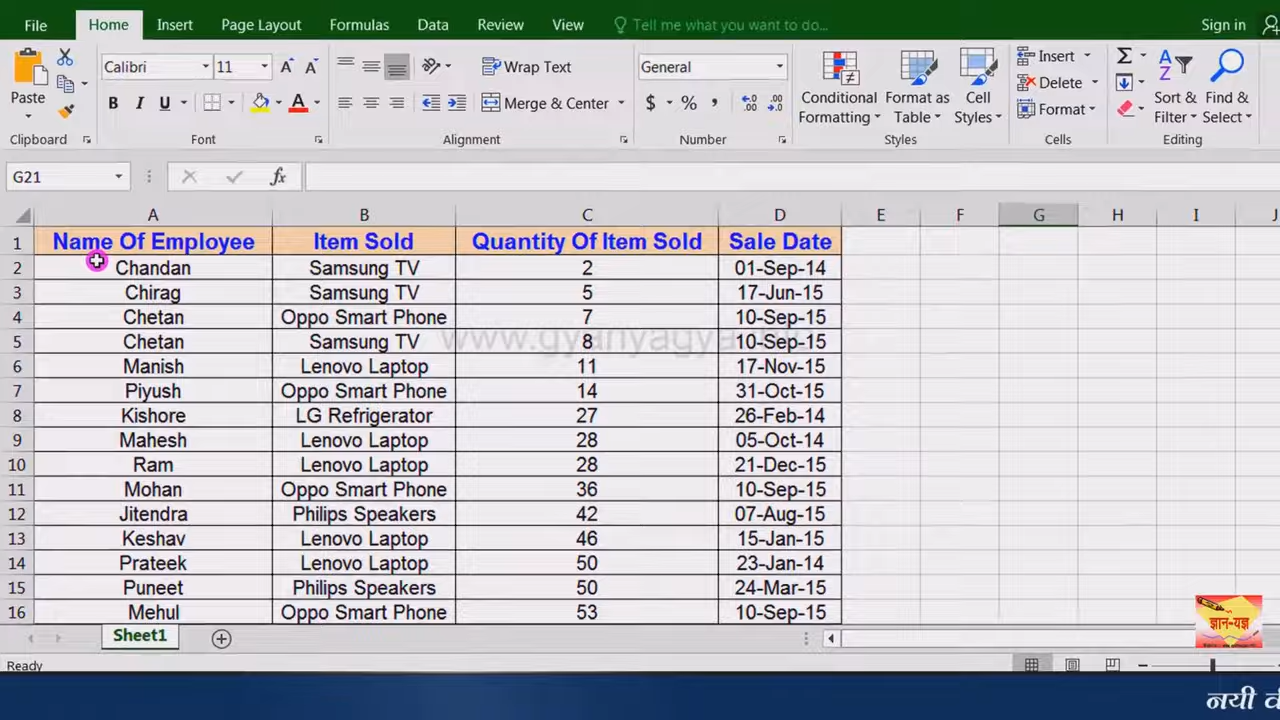 File Home Insert Page Layout Formulas Data Review View Tell me what you want to do... Sign in
Calibri 11 Wrap Text General Insert Σ
Paste B I U Merge & Center $ % , Conditional Formatting Format as Table Cell Styles Delete Format Sort & Filter Find & Select
Clipboard Font Alignment Number Styles Cells Editing
G21 fx
A B C D E F G H I J
1 Name Of Employee Item Sold Quantity Of Item Sold Sale Date
2 Chandan Samsung TV 2 01-Sep-14
3 Chirag Samsung TV 5 17-Jun-15
4 Chetan Oppo Smart Phone 7 10-Sep-15
www.gyanyagya
5 Chetan Samsung TV 8 10-Sep-15
6 Manish Lenovo Laptop 11 17-Nov-15
7 Piyush Oppo Smart Phone 14 31-Oct-15
8 Kishore LG Refrigerator 27 26-Feb-14
9 Mahesh Lenovo Laptop 28 05-Oct-14
10 Ram Lenovo Laptop 28 21-Dec-15
11 Mohan Oppo Smart Phone 36 10-Sep-15
12 Jitendra Philips Speakers 42 07-Aug-15
13 Keshav Lenovo Laptop 46 15-Jan-15
14 Prateek Lenovo Laptop 50 23-Jan-14
15 Puneet Philips Speakers 50 24-Mar-15
16 Mehul Oppo Smart Phone 53 10-Sep-15
ज्ञान-यज्ञ
Sheet1
Ready
नयी